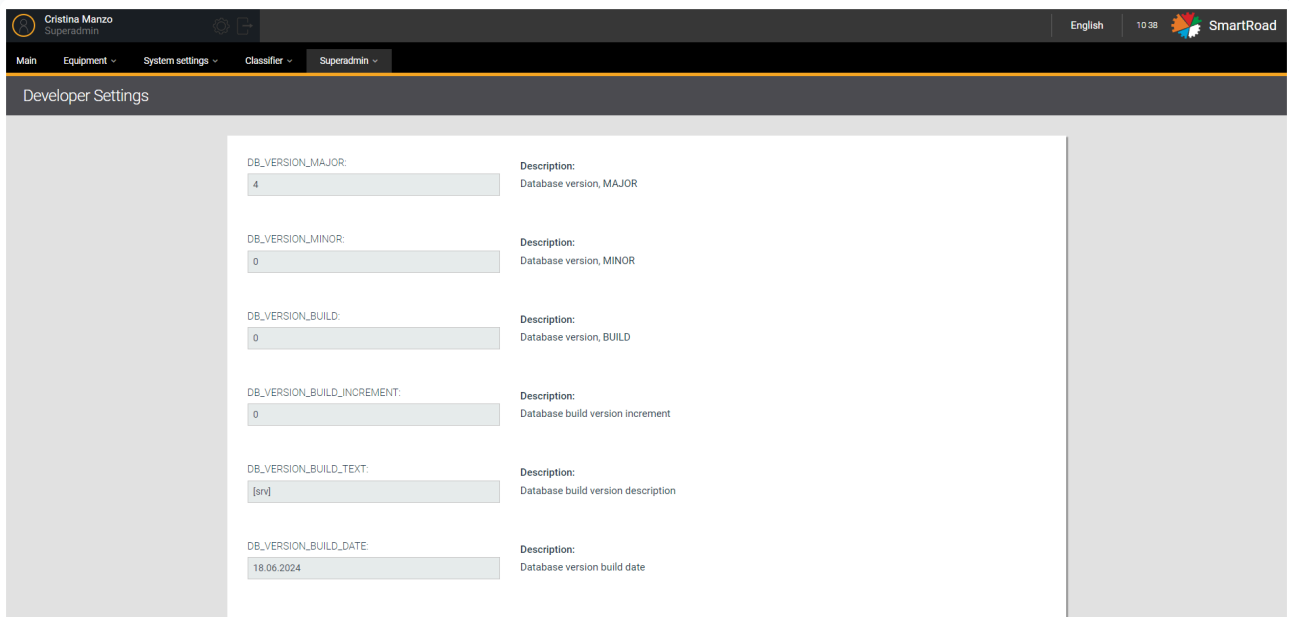 Cristina Manzo
Superadmin
English
10 38
SmartRoad
Main Equipment System settings Classifier Superadmin
Developer Settings
DB_VERSION_MAJOR:
4
Description:
Database version, MAJOR
DB_VERSION_MINOR:
0
Description:
Database version, MINOR
DB_VERSION_BUILD:
0
Description:
Database version, BUILD
DB_VERSION_BUILD_INCREMENT:
0
Description:
Database build version increment
DB_VERSION_BUILD_TEXT:
[srv]
Description:
Database build version description
DB_VERSION_BUILD_DATE:
18.06.2024
Description:
Database version build date